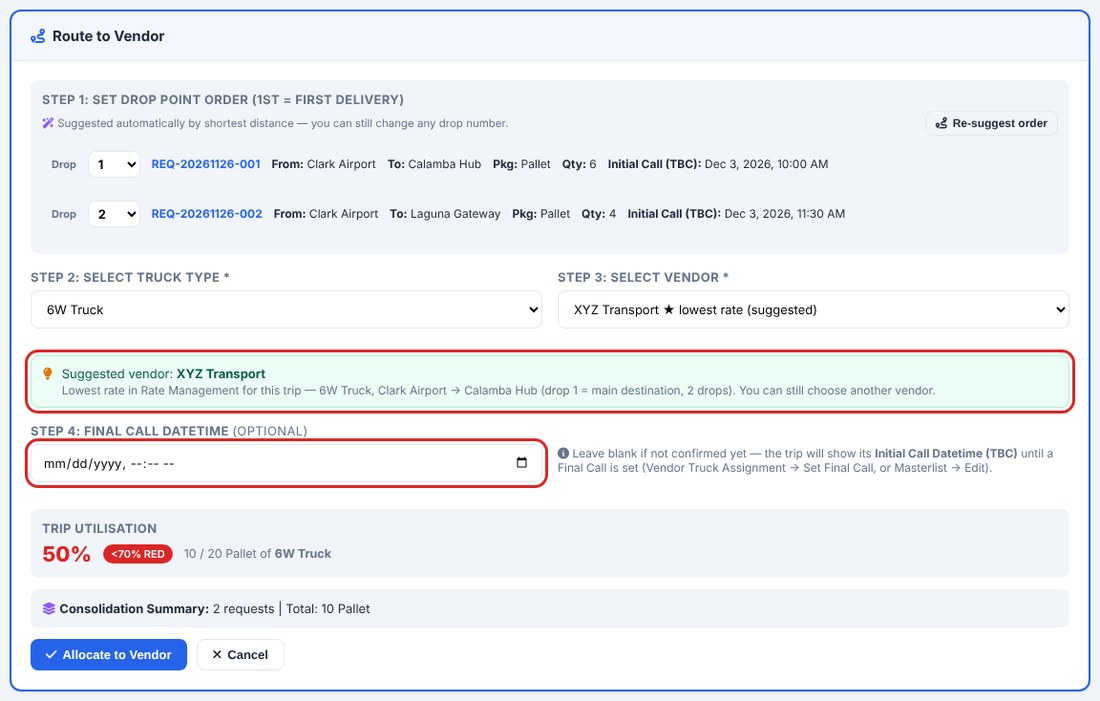 Route to Vendor
STEP 1: SET DROP POINT ORDER (1ST = FIRST DELIVERY)
Suggested automatically by shortest distance — you can still change any drop number.
Re-suggest order
Drop 1 REQ-20261126-001 From: Clark Airport To: Calamba Hub Pkg: Pallet Qty: 6 Initial Call (TBC): Dec 3, 2026, 10:00 AM
Drop 2 REQ-20261126-002 From: Clark Airport To: Laguna Gateway Pkg: Pallet Qty: 4 Initial Call (TBC): Dec 3, 2026, 11:30 AM
STEP 2: SELECT TRUCK TYPE *
6W Truck
STEP 3: SELECT VENDOR *
XYZ Transport ★ lowest rate (suggested)
Suggested vendor: XYZ Transport
Lowest rate in Rate Management for this trip — 6W Truck, Clark Airport → Calamba Hub (drop 1 = main destination, 2 drops). You can still choose another vendor.
STEP 4: FINAL CALL DATETIME (OPTIONAL)
mm/dd/yyyy, --:-- --
Leave blank if not confirmed yet — the trip will show its Initial Call Datetime (TBC) until a
Final Call is set (Vendor Truck Assignment → Set Final Call, or Masterlist → Edit).
TRIP UTILISATION
50% <70% RED 10 / 20 Pallet of 6W Truck
Consolidation Summary: 2 requests | Total: 10 Pallet
Allocate to Vendor
Cancel